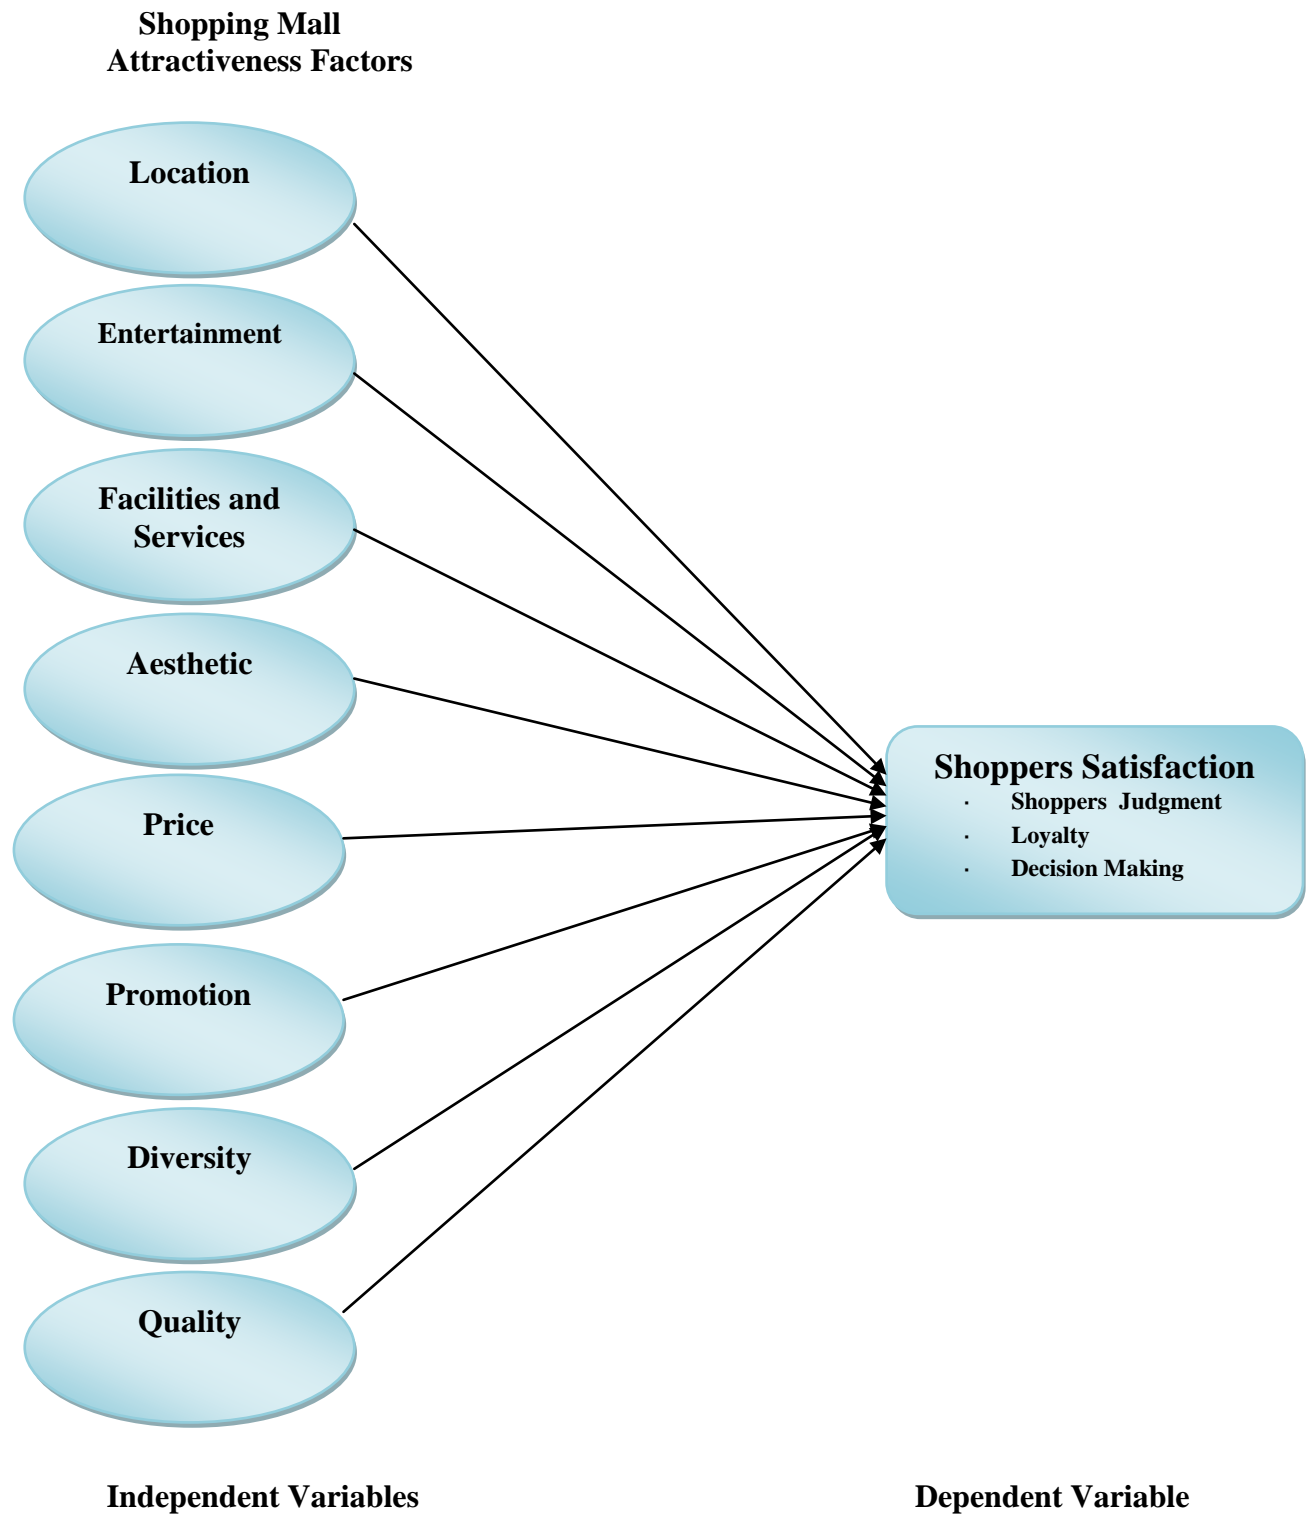 Shopping Mall
Attractiveness Factors
Location
Entertainment
Facilities and
Services
Aesthetic
Price
Promotion
Diversity
Quality
Shoppers Satisfaction
· Shoppers Judgment
· Loyalty
· Decision Making
Independent Variables
Dependent Variable